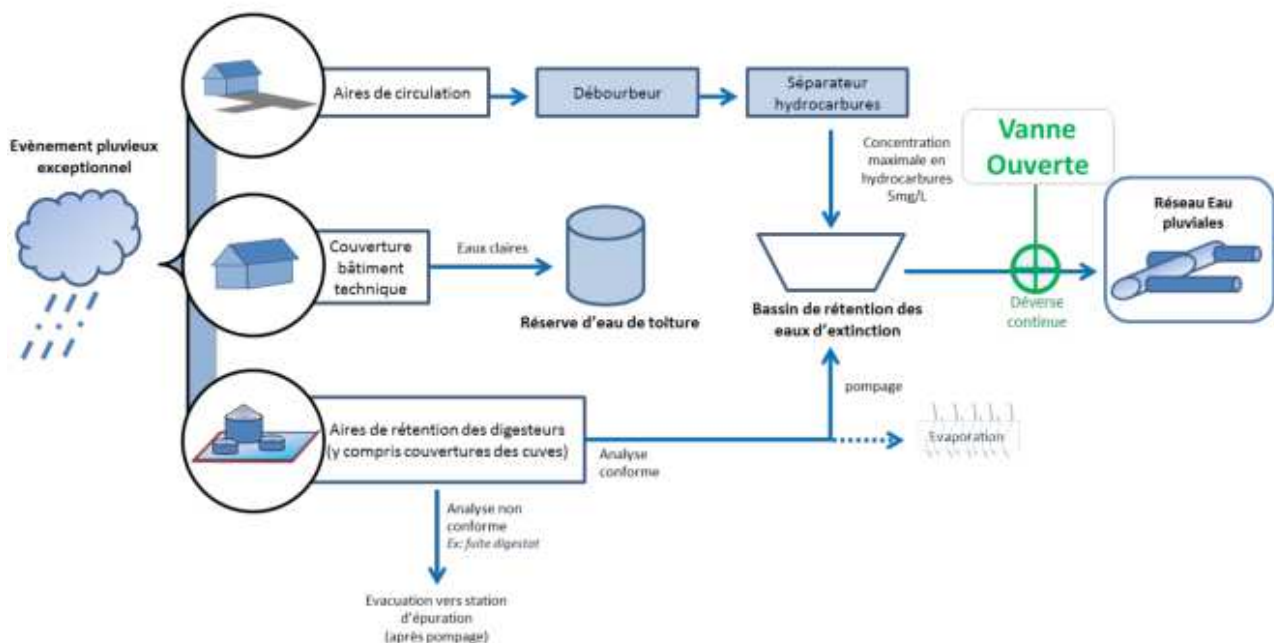 Evènement pluvieux
exceptionnel
Aires de circulation
Débourbeur
Séparateur
hydrocarbures
Concentration
maximale en
hydrocarbures
5mg/L
Vanne
Ouverte
Réseau Eau
pluviales
Couverture
bâtiment
technique
Eaux claires
Réserve d'eau de toiture
Bassin de rétention des
eaux d'extinction
Déverse
continue
pompage
Aires de rétention des digesteurs
(y compris couvertures des cuves)
Analyse
conforme
Evaporation
Analyse non
conforme
Ex: fuite digestat
Evacuation vers station
d'épuration
(après pompage)